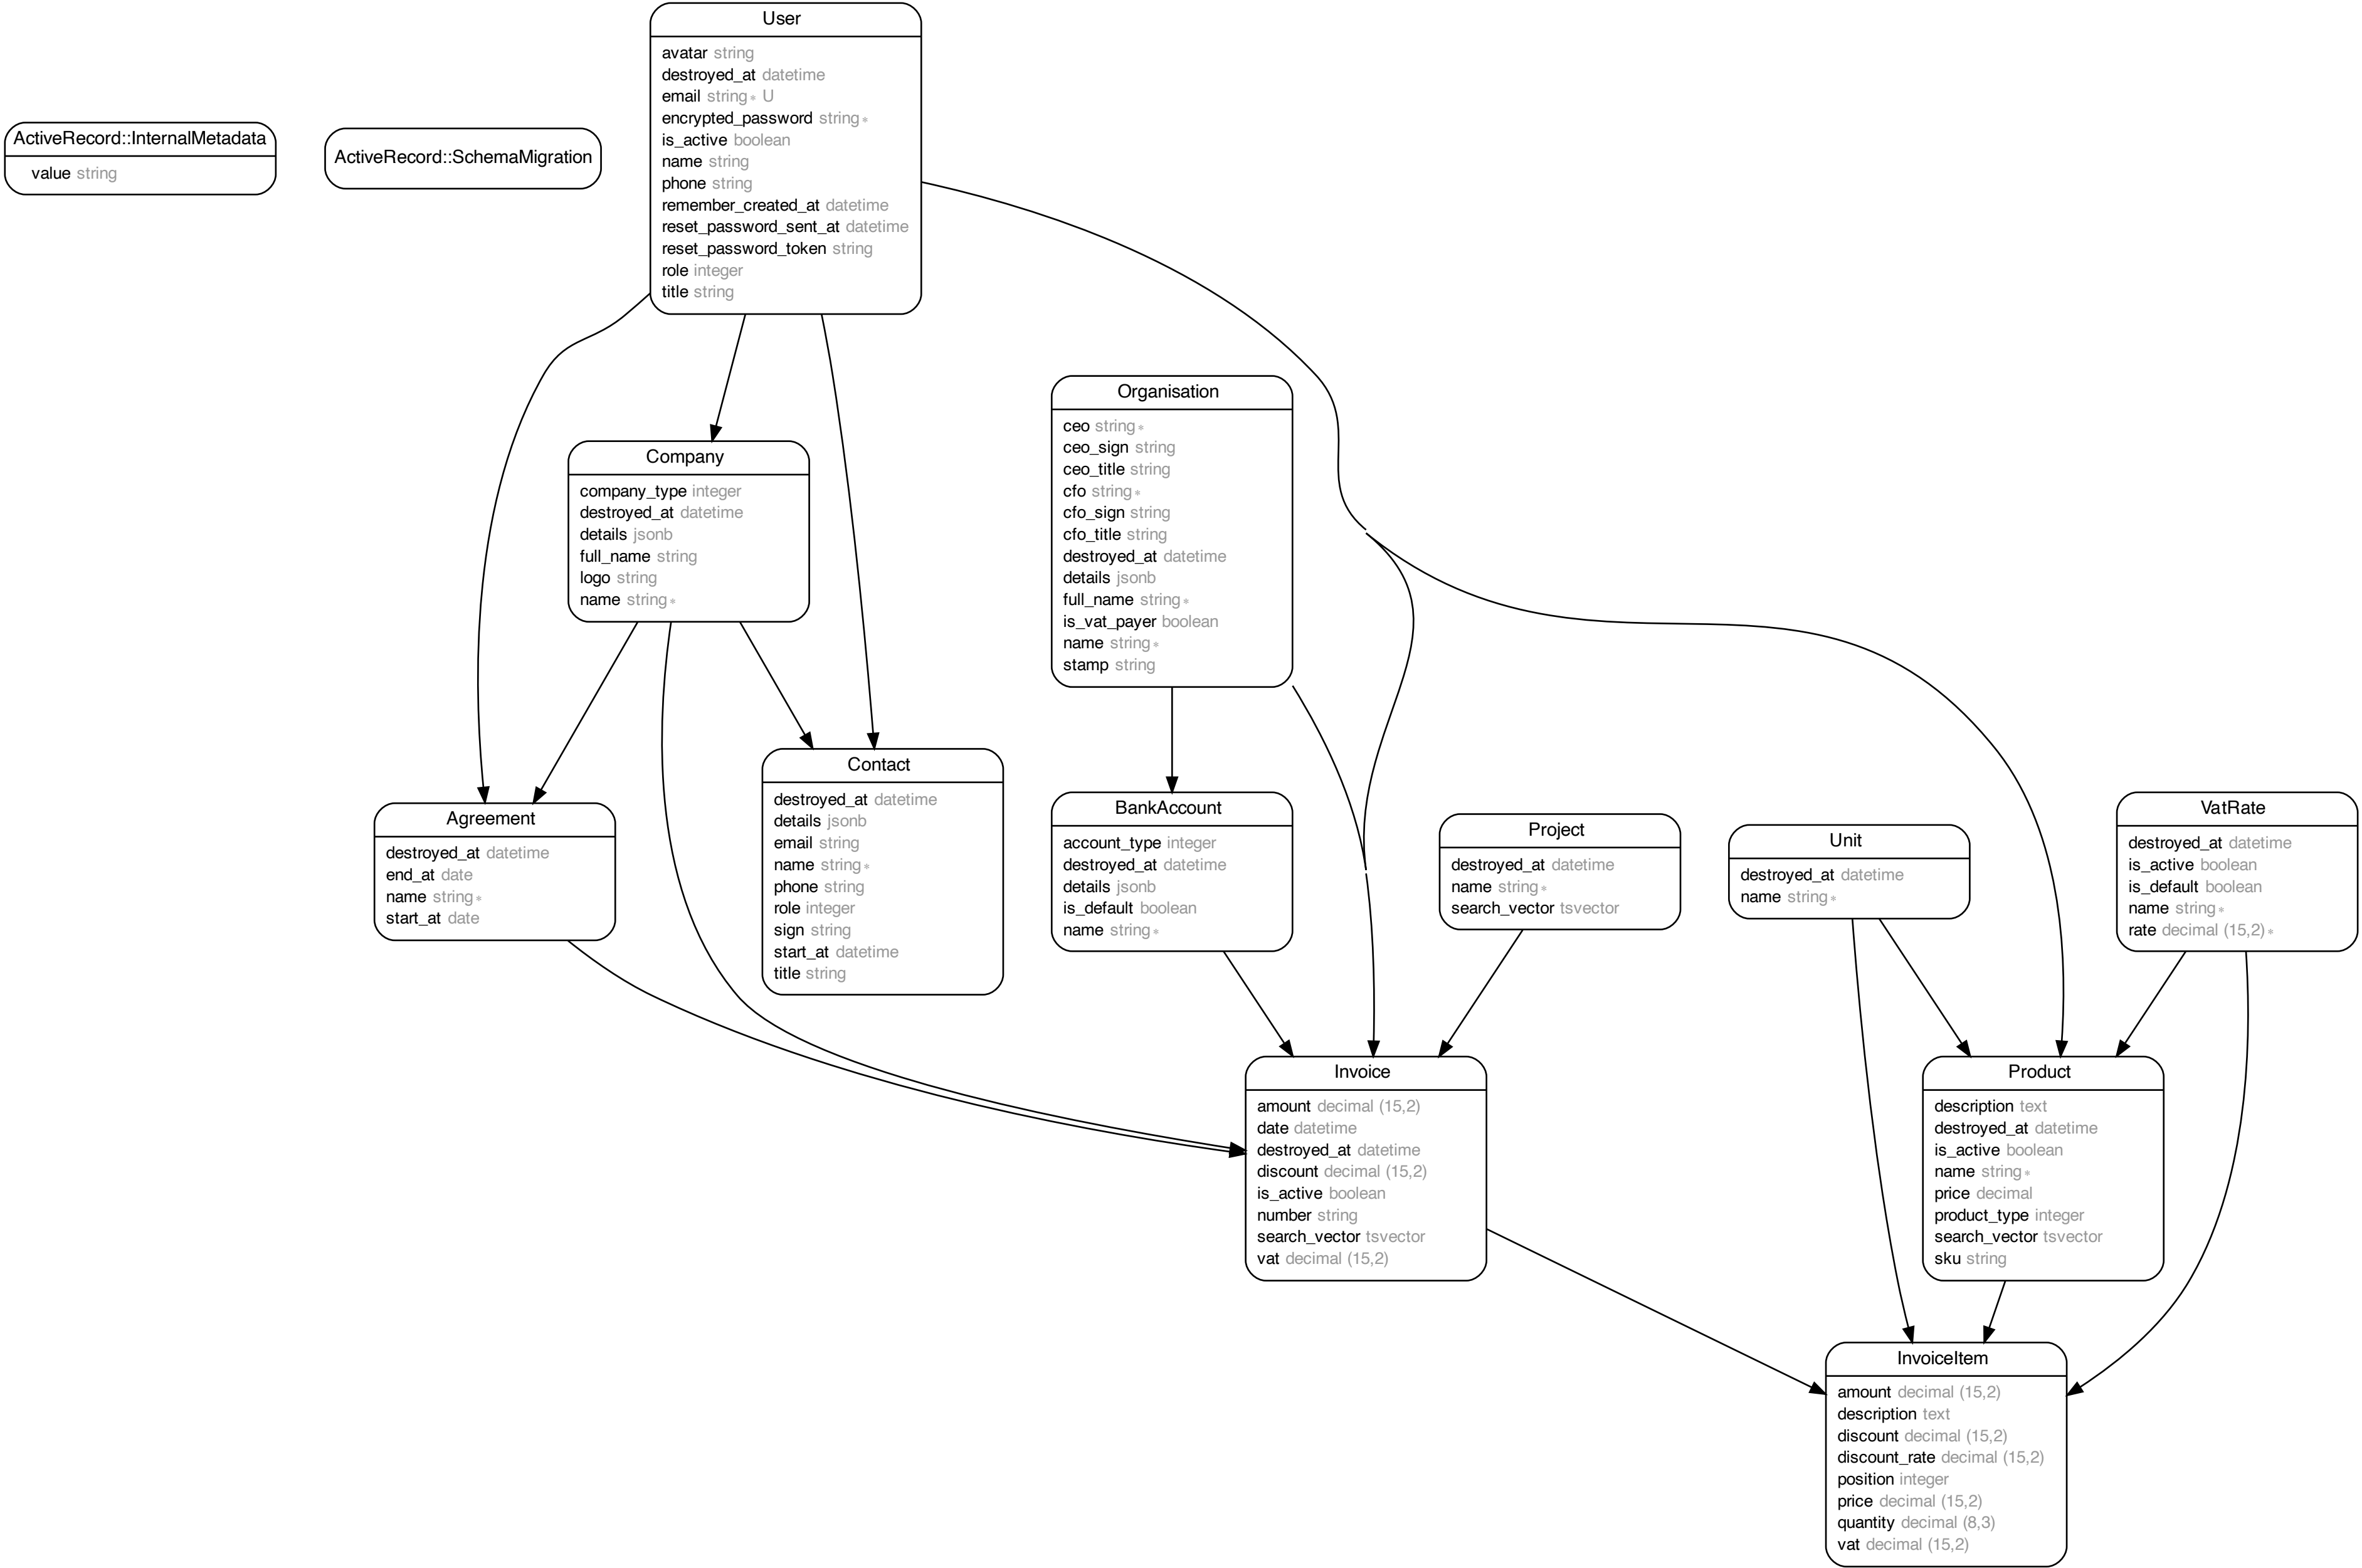 User
avatar string
destroyed_at datetime
email string∗ U
encrypted_password string∗
is_active boolean
name string
phone string
remember_created_at datetime
reset_password_sent_at datetime
reset_password_token string
role integer
title string
ActiveRecord::InternalMetadata
value string
ActiveRecord::SchemaMigration
Organisation
ceo string∗
ceo_sign string
ceo_title string
cfo string∗
cfo_sign string
cfo_title string
destroyed_at datetime
details jsonb
full_name string∗
is_vat_payer boolean
name string∗
stamp string
Company
company_type integer
destroyed_at datetime
details jsonb
full_name string
logo string
name string∗
Contact
destroyed_at datetime
details jsonb
email string
name string∗
phone string
role integer
sign string
start_at datetime
title string
Agreement
destroyed_at datetime
end_at date
name string∗
start_at date
BankAccount
account_type integer
destroyed_at datetime
details jsonb
is_default boolean
name string∗
Project
destroyed_at datetime
name string∗
search_vector tsvector
Unit
destroyed_at datetime
name string∗
VatRate
destroyed_at datetime
is_active boolean
is_default boolean
name string∗
rate decimal (15,2)∗
Invoice
amount decimal (15,2)
date datetime
destroyed_at datetime
discount decimal (15,2)
is_active boolean
number string
search_vector tsvector
vat decimal (15,2)
Product
description text
destroyed_at datetime
is_active boolean
name string∗
price decimal
product_type integer
search_vector tsvector
sku string
InvoiceItem
amount decimal (15,2)
description text
discount decimal (15,2)
discount_rate decimal (15,2)
position integer
price decimal (15,2)
quantity decimal (8,3)
vat decimal (15,2)